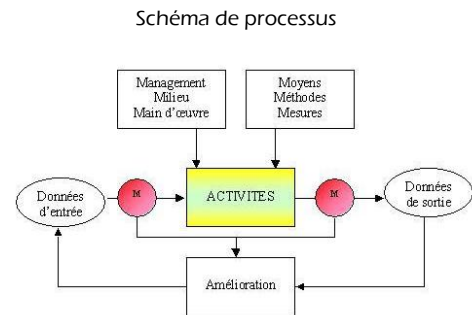 Schéma de processus
Management
Milieu
Main d'œuvre
Moyens
Méthodes
Mesures
Données
d'entrée
M
ACTIVITES
M
Données
de sortie
Amélioration